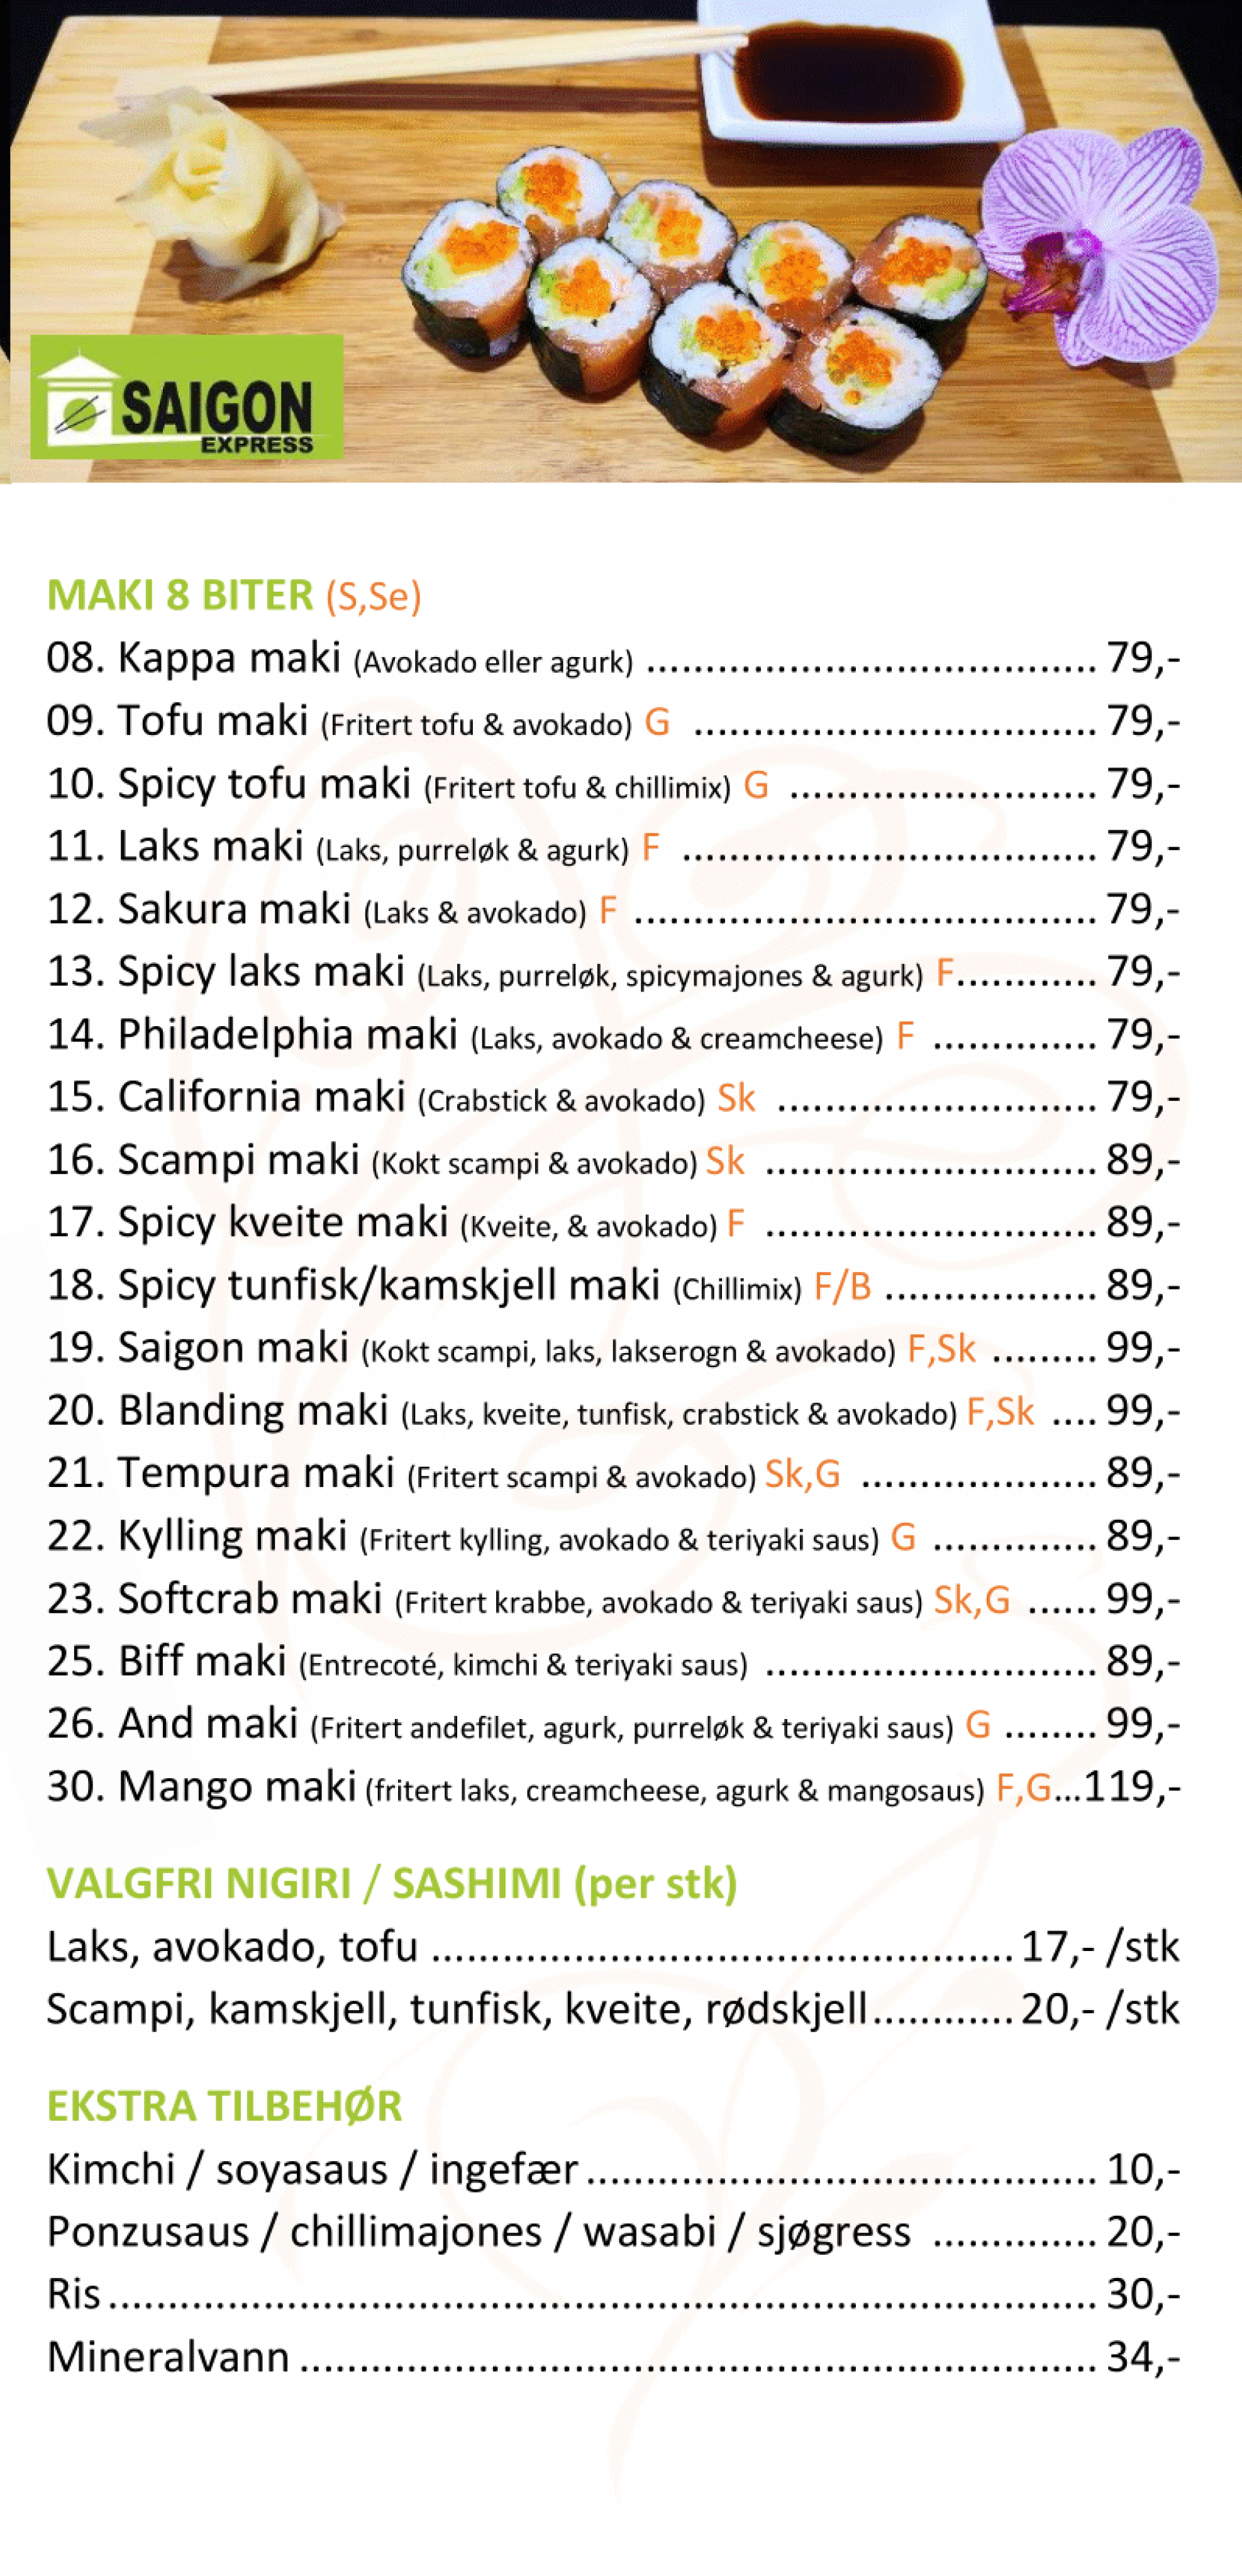 SAIGON
EXPRESS
MAKI 8 BITER (S,Se)
08. Kappa maki (Avokado eller agurk) ...................................... 79,-
09. Tofu maki (Fritert tofu & avokado) G .................................. 79,-
10. Spicy tofu maki (Fritert tofu & chillimix) G .......................... 79,-
11. Laks maki (Laks, purreløk & agurk) F ................................... 79,-
12. Sakura maki (Laks & avokado) F ....................................... 79,-
13. Spicy laks maki (Laks, purreløk, spicymajones & agurk) F............ 79,-
14. Philadelphia maki (Laks, avokado & creamcheese) F .............. 79,-
15. California maki (Crabstick & avokado) Sk ........................... 79,-
16. Scampi maki (Kokt scampi & avokado) Sk ............................ 89,-
17. Spicy kveite maki (Kveite, & avokado) F ............................ 89,-
18. Spicy tunfisk/kamskjell maki (Chillimix) F/B .................. 89,-
19. Saigon maki (Kokt scampi, laks, lakserogn & avokado) F,Sk ......... 99,-
20. Blanding maki (Laks, kveite, tunfisk, crabstick & avokado) F,Sk .... 99,-
21. Tempura maki (Fritert scampi & avokado) Sk,G .................... 89,-
22. Kylling maki (Fritert kylling, avokado & teriyaki saus) G .............. 89,-
23. Softcrab maki (Fritert krabbe, avokado & teriyaki saus) Sk,G ...... 99,-
25. Biff maki (Entrecoté, kimchi & teriyaki saus) ............................ 89,-
26. And maki (Fritert andefilet, agurk, purreløk & teriyaki saus) G ........ 99,-
30. Mango maki (fritert laks, creamcheese, agurk & mangosaus) F,G...119,-
VALGFRI NIGIRI / SASHIMI (per stk)
Laks, avokado, tofu ................................................. 17,- /stk
Scampi, kamskjell, tunfisk, kveite, rødskjell............ 20,- /stk
EKSTRA TILBEHØR
Kimchi / soyasaus / ingefær........................................... 10,-
Ponzusaus / chillimajones / wasabi / sjøgress .............. 20,-
Ris................................................................................... 30,-
Mineralvann ................................................................... 34,-